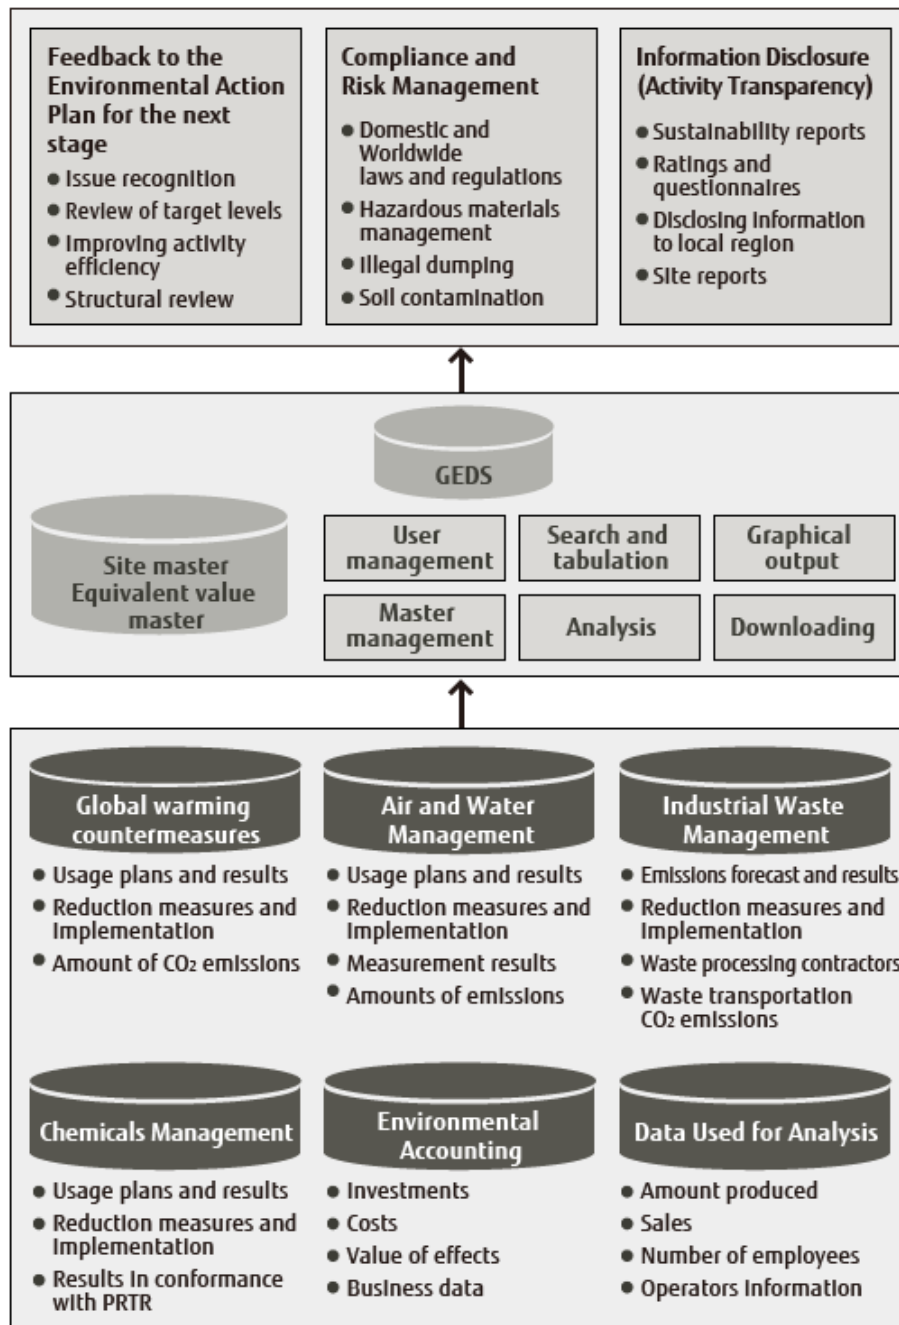 Feedback to the
Environmental Action
Plan for the next
stage
• Issue recognition
• Review of target levels
• Improving activity
efficiency
• Structural review
Compliance and
Risk Management
• Domestic and
Worldwide
laws and regulations
• Hazardous materials
management
• Illegal dumping
• Soil contamination
Information Disclosure
(Activity Transparency)
• Sustainability reports
• Ratings and
questionnaires
• Disclosing information
to local region
• Site reports
GEDS
Site master
Equivalent value
master
User
management
Search and
tabulation
Graphical
output
Master
management
Analysis
Downloading
Global warming
countermeasures
• Usage plans and results
• Reduction measures and
Implementation
• Amount of CO₂ emissions
Air and Water
Management
• Usage plans and results
• Reduction measures and
Implementation
• Measurement results
• Amounts of emissions
Industrial Waste
Management
• Emissions forecast and results
• Reduction measures and
Implementation
• Waste processing contractors
• Waste transportation
CO₂ emissions
Chemicals Management
• Usage plans and results
• Reduction measures and
Implementation
• Results in conformance
with PRTR
Environmental
Accounting
• Investments
• Costs
• Value of effects
• Business data
Data Used for Analysis
• Amount produced
• Sales
• Number of employees
• Operators information